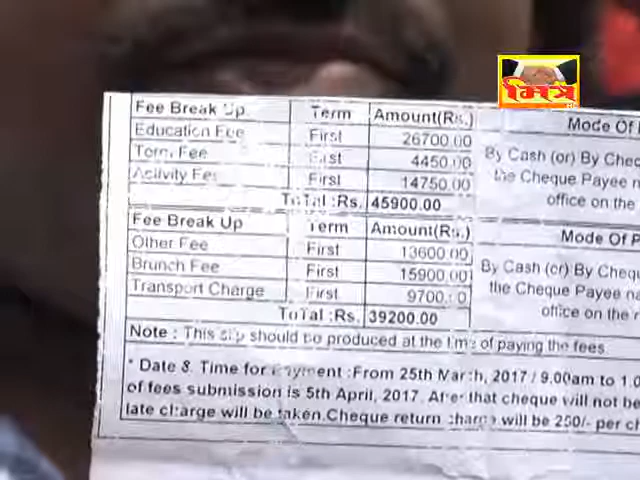 मित्र
HD
Fee Break Up Term Amount(Rs.) Mode Of
Education Fee First 26700.00
Term Fee First 4450.00 By Cash (or) By Cheq
Activity Fee First 14750.00 the Cheque Payee
ToTal :Rs. 45900.00 office on the
Fee Break Up Term Amount(Rs.) Mode Of P
Other Fee First 13600.00
Brunch Fee First 15900.00 By Cash (or) By Chequ
Transport Charge First 9700.00 the Cheque Payee
ToTal :Rs. 39200.00 office on the
Note : This slip should be produced at the time of paying the fees
* Date & Time for Payment :From 25th March, 2017 / 9.00am to 1.0
of fees submission is 5th April, 2017. After that cheque will not be
late charge will be taken.Cheque return charge will be 250/- per ch